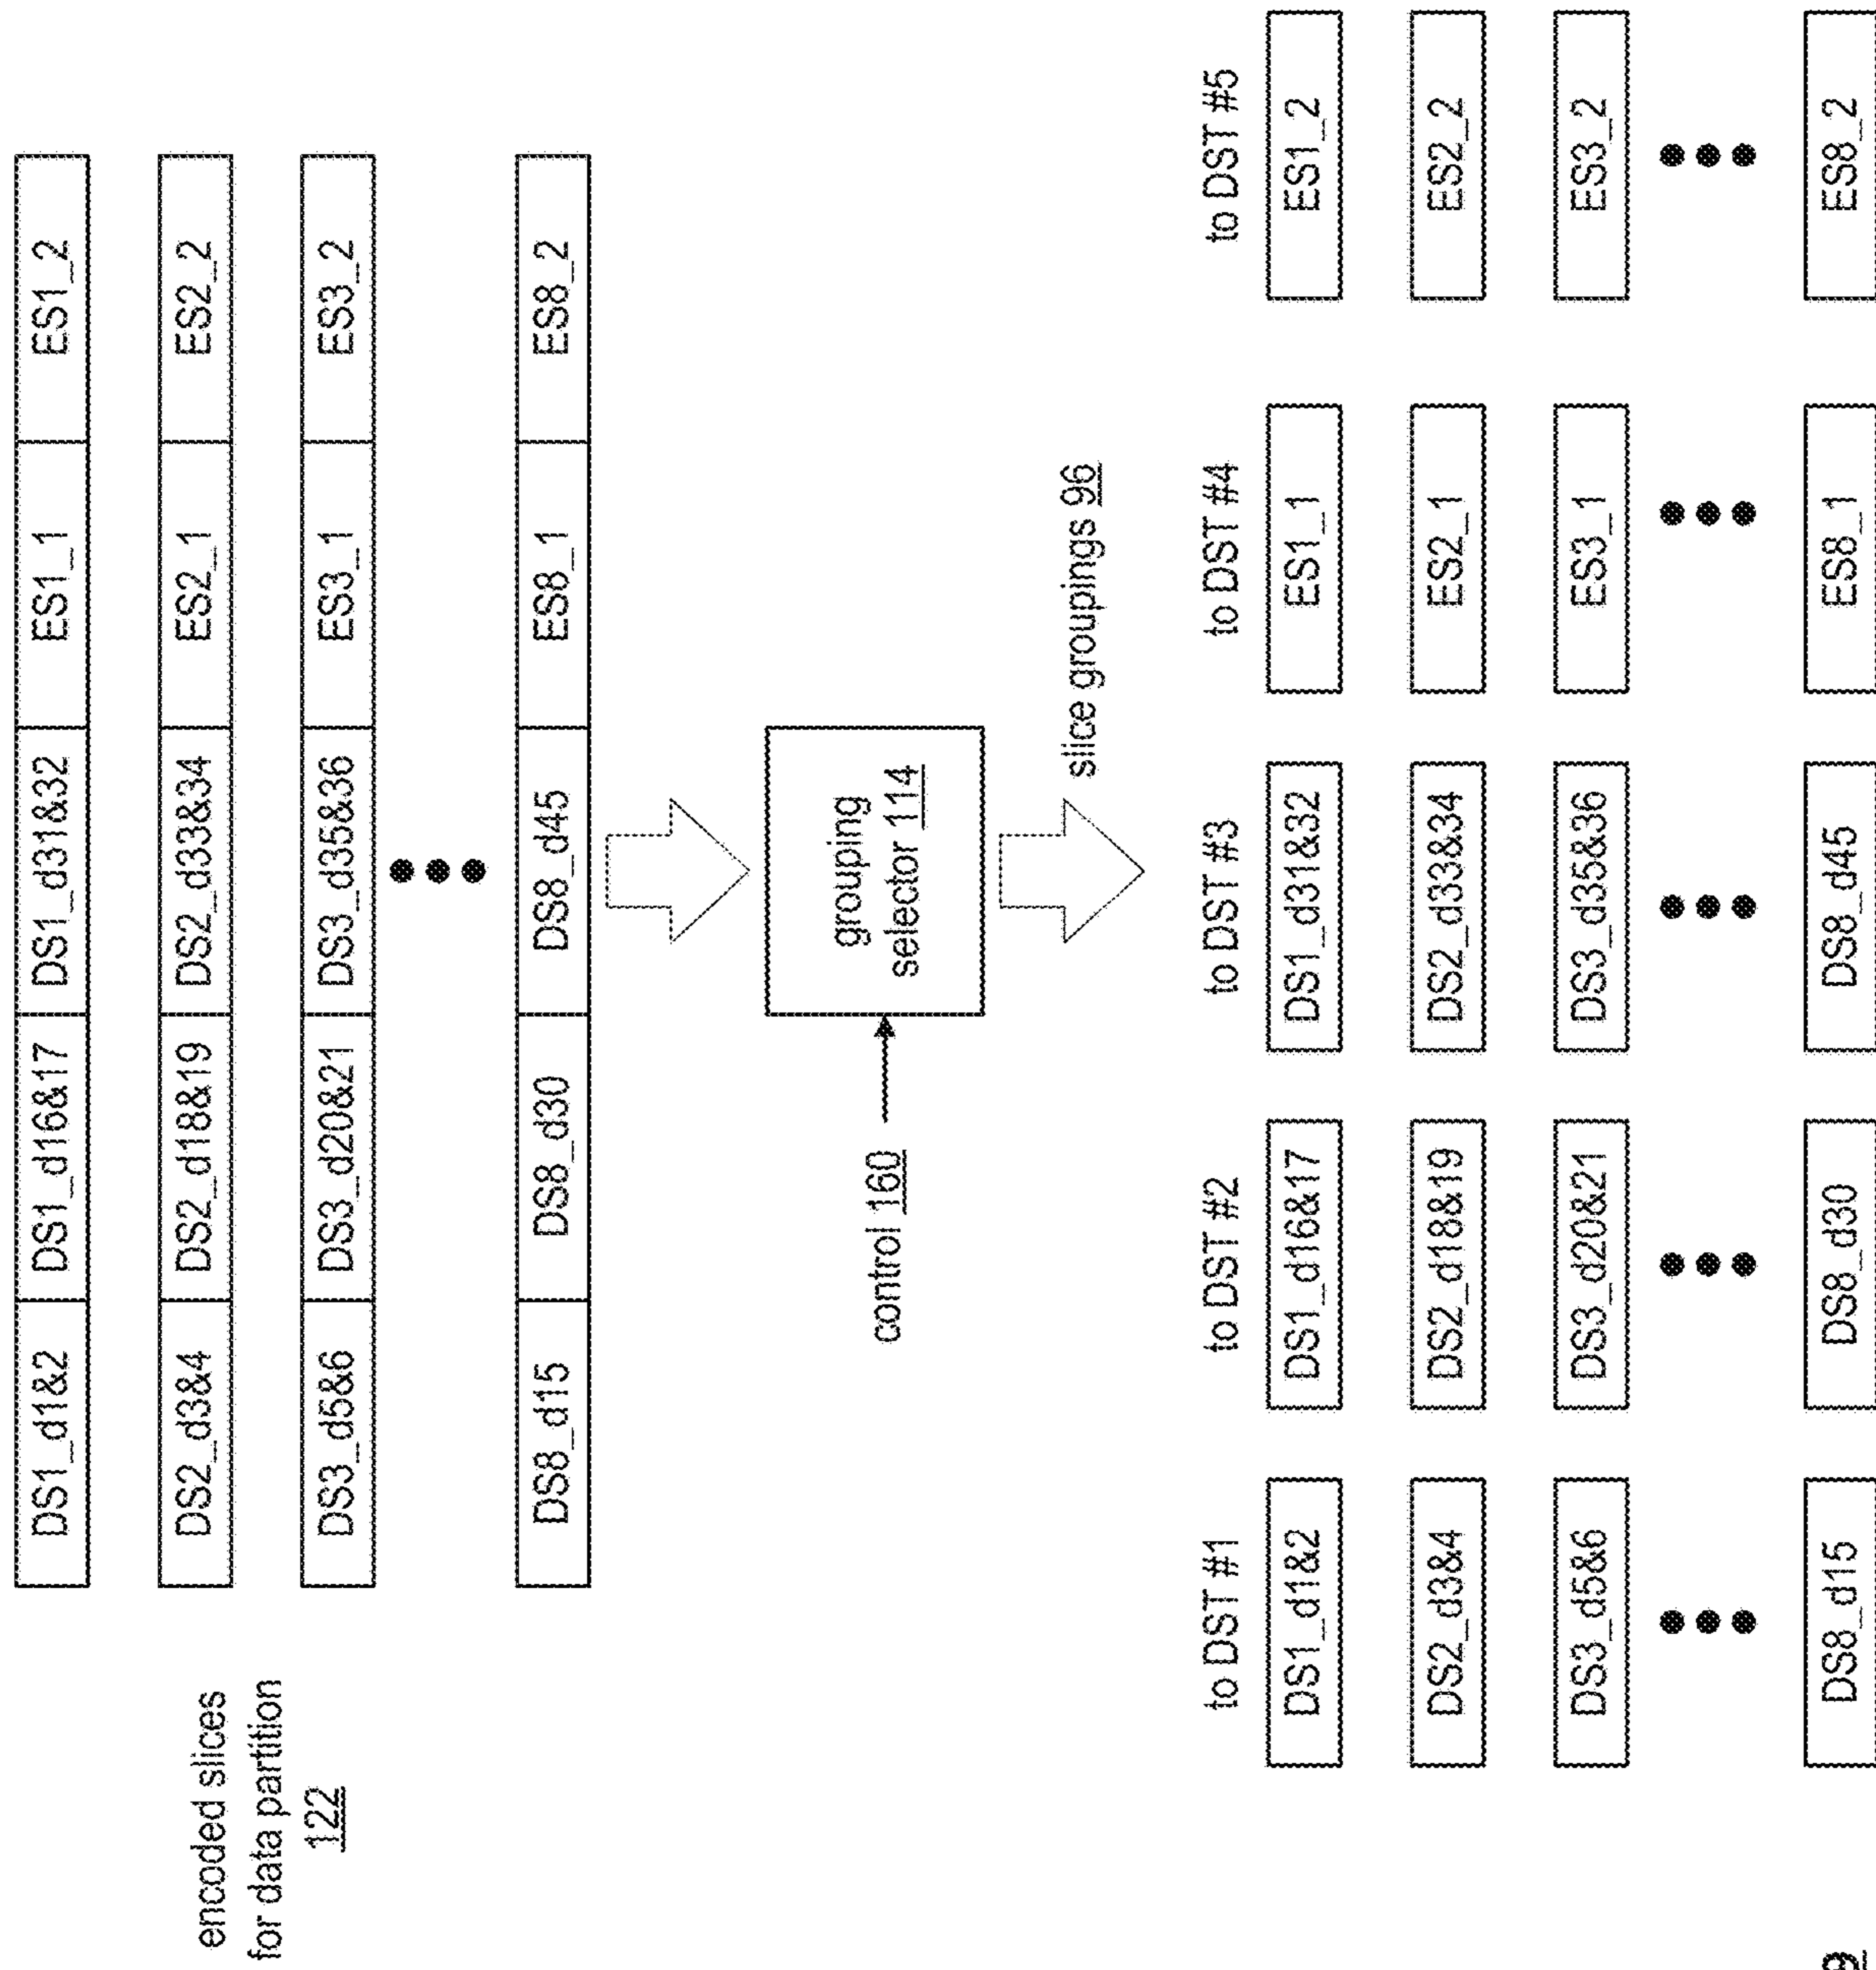 encoded slices
for data partition
122
DS1_d1&2 DS1_d16&17 DS1_d31&32 ES1_1 ES1_2
DS2_d3&4 DS2_d18&19 DS2_d33&34 ES2_1 ES2_2
DS3_d5&6 DS3_d20&21 DS3_d35&36 ES3_1 ES3_2
DS8_d15 DS8_d30 DS8_d45 ES8_1 ES8_2
control 160
grouping
selector 114
slice groupings 96
to DST #1 to DST #2 to DST #3 to DST #4 to DST #5
DS1_d1&2 DS1_d16&17 DS1_d31&32 ES1_1 ES1_2
DS2_d3&4 DS2_d18&19 DS2_d33&34 ES2_1 ES2_2
DS3_d5&6 DS3_d20&21 DS3_d35&36 ES3_1 ES3_2
DS8_d15 DS8_d30 DS8_d45 ES8_1 ES8_2
9